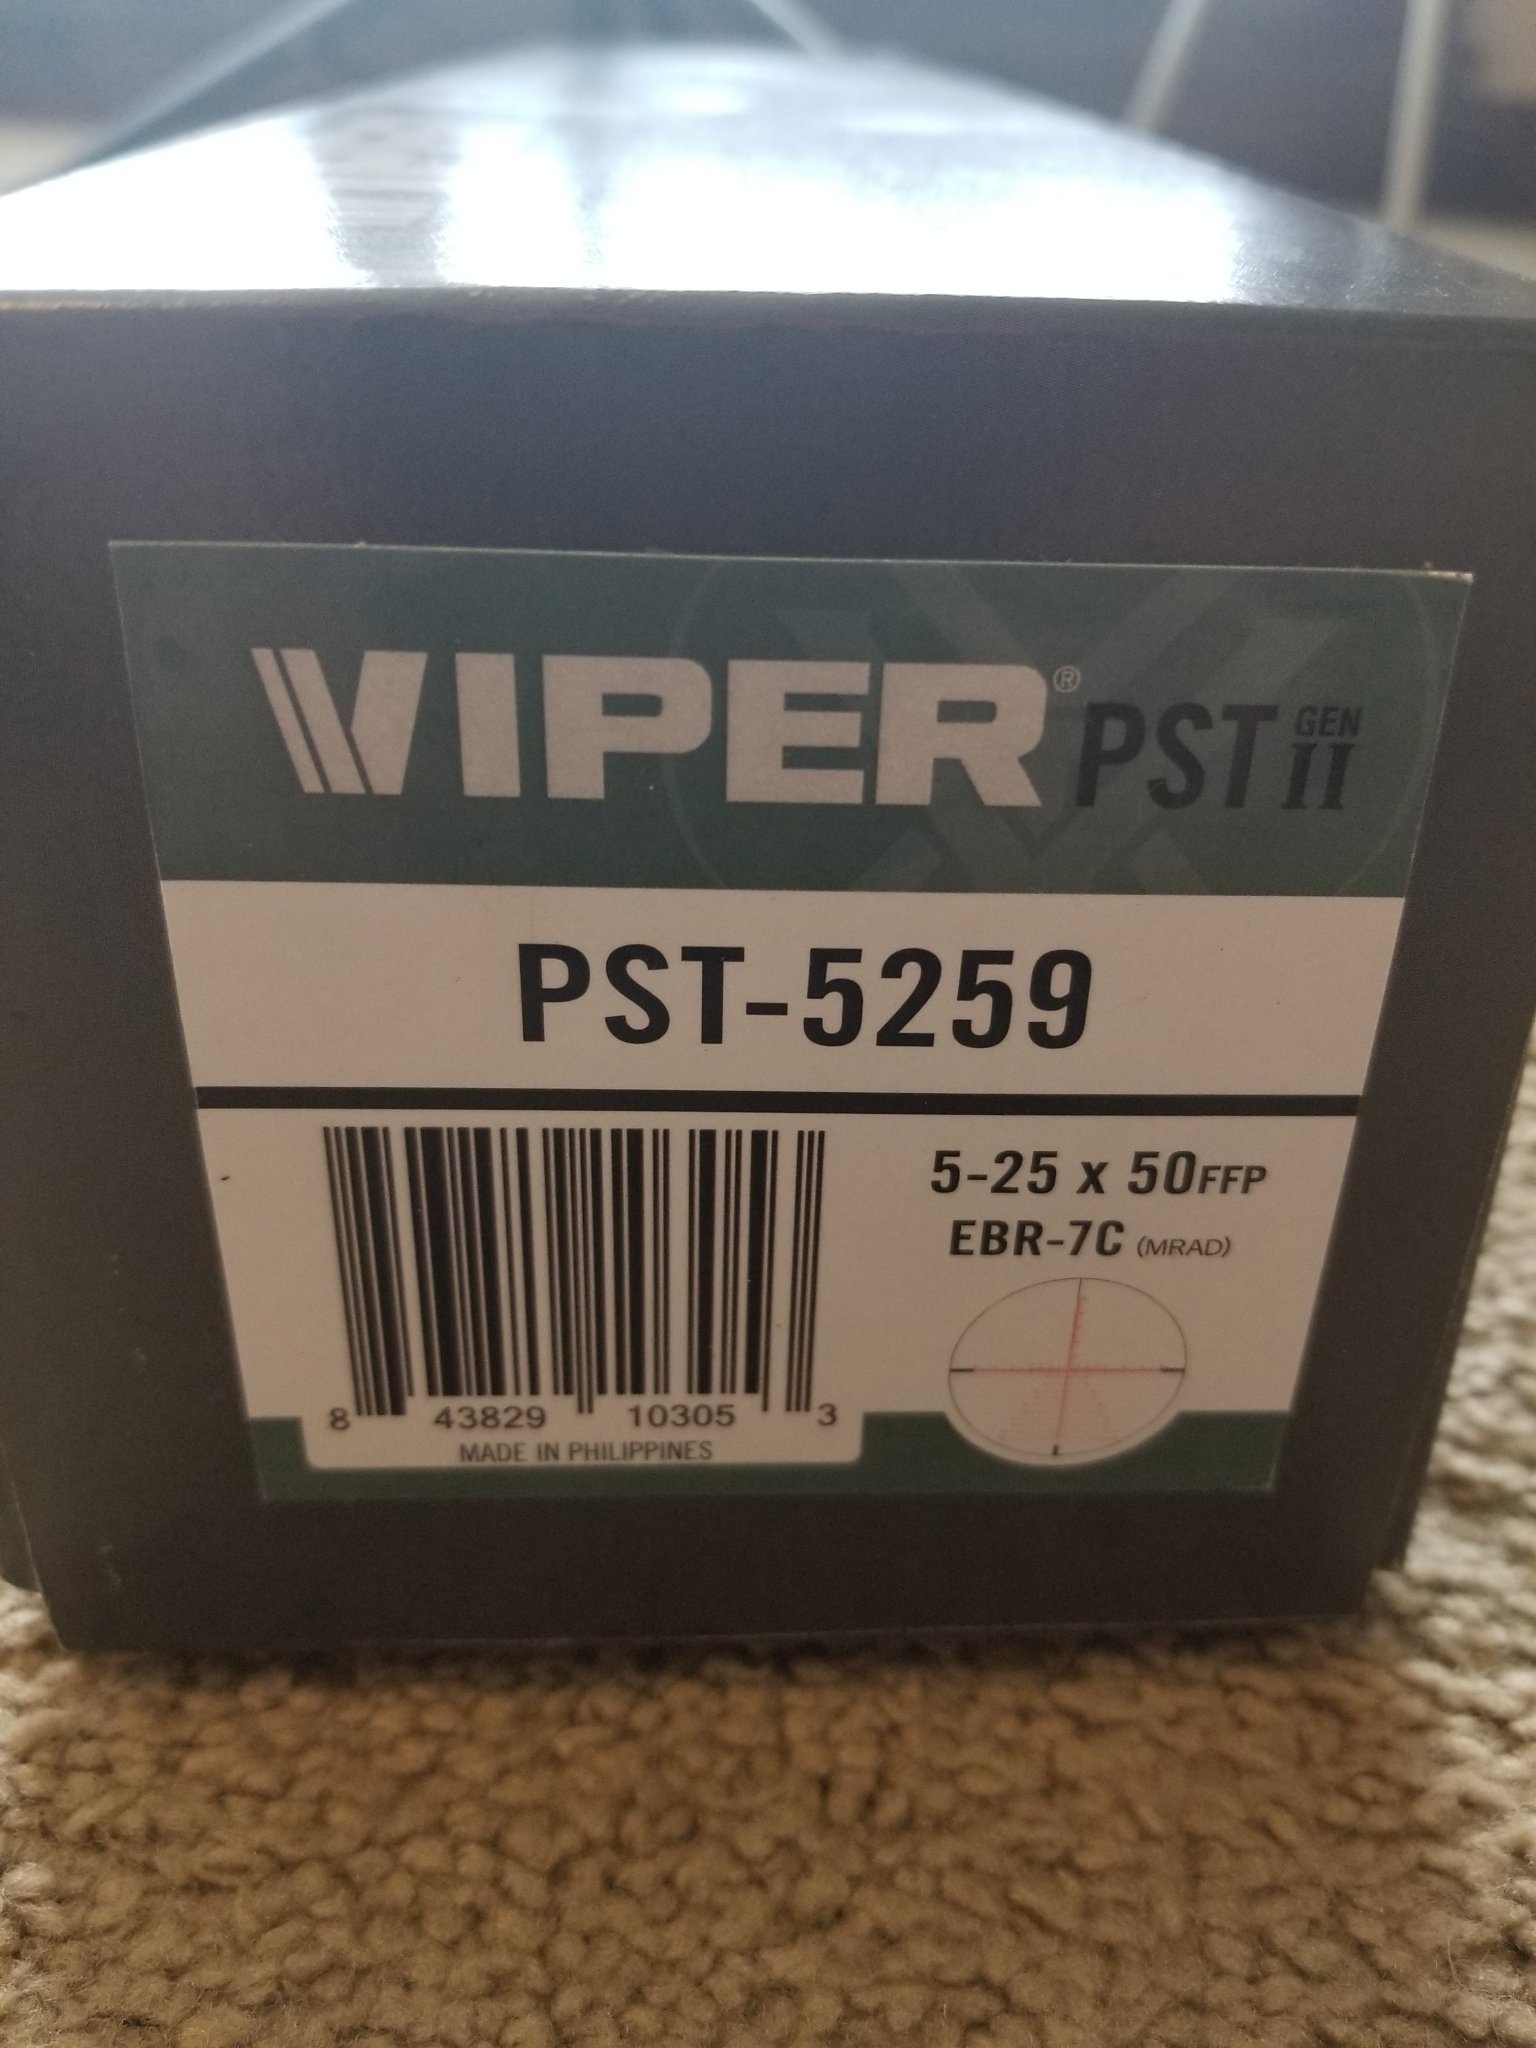 VIPER® PST GEN II
PST-5259
5-25 x 50FFP
EBR-7C (MRAD)
8 43829 10305 3
MADE IN PHILIPPINES